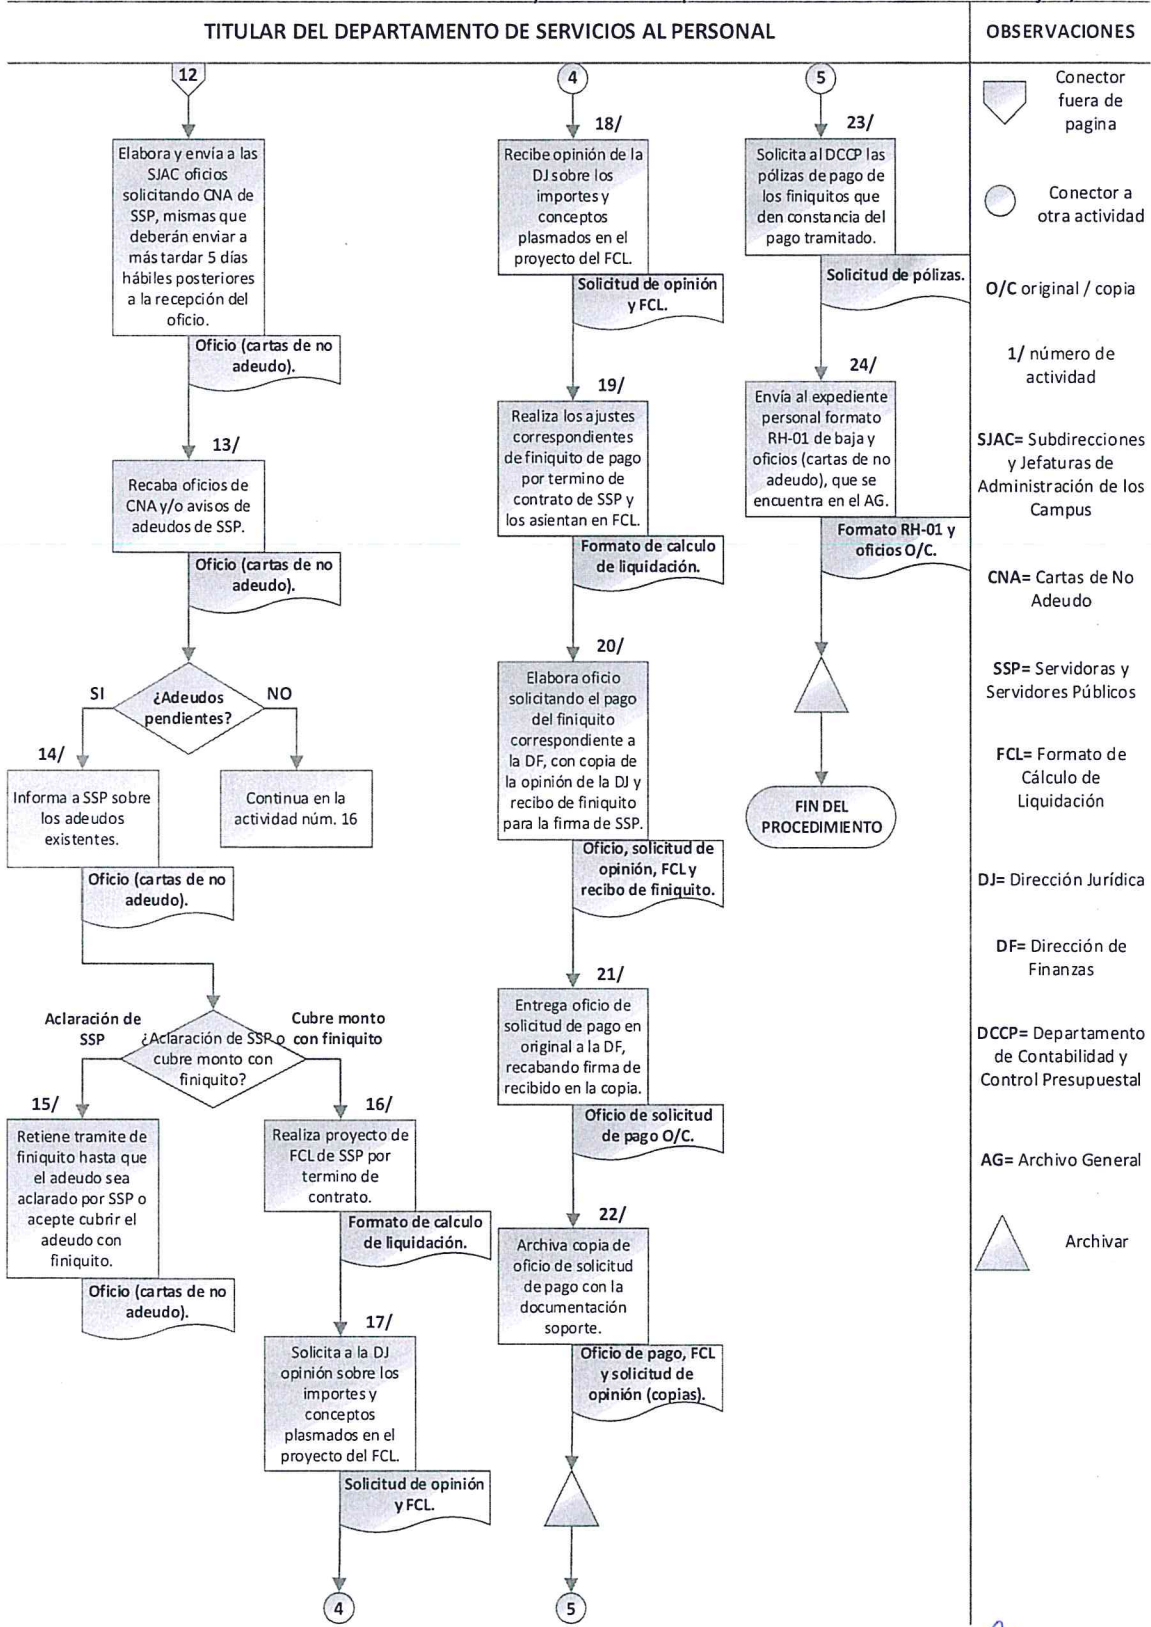 TITULAR DEL DEPARTAMENTO DE SERVICIOS AL PERSONAL
OBSERVACIONES
12
Elabora y envía a las
SJAC oficios
solicitando CNA de
SSP, mismas que
deberán enviar a
más tardar 5 días
hábiles posteriores
a la recepción del
oficio.
Oficio (cartas de no
adeudo).
13/
Recaba oficios de
CNA y/o avisos de
adeudos de SSP.
Oficio (cartas de no
adeudo).
SI
¿Adeudos
pendientes?
NO
14/
Informa a SSP sobre
los adeudos
existentes.
Oficio (cartas de no
adeudo).
Continua en la
actividad núm. 16
Aclaración de
SSP
¿Aclaración de SSP o
cubre monto con
finiquito?
Cubre monto
con finiquito
15/
Retiene tramite de
finiquito hasta que
el adeudo sea
aclarado por SSP o
acepte cubrir el
adeudo con
finiquito.
Oficio (cartas de no
adeudo).
16/
Realiza proyecto de
FCL de SSP por
termino de
contrato.
Formato de calculo
de liquidación.
17/
Solicita a la DJ
opinión sobre los
importes y
conceptos
plasmados en el
proyecto del FCL.
Solicitud de opinión
y FCL.
4
4
18/
Recibe opinión de la
DJ sobre los
importes y
conceptos
plasmados en el
proyecto del FCL.
Solicitud de opinión
y FCL.
19/
Realiza los ajustes
correspondientes
de finiquito de pago
por termino de
contrato de SSP y
los asientan en FCL.
Formato de calculo
de liquidación.
20/
Elabora oficio
solicitando el pago
del finiquito
correspondiente a
la DF, con copia de
la opinión de la DJ y
recibo de finiquito
para la firma de SSP.
Oficio, solicitud de
opinión, FCL y
recibo de finiquito.
21/
Entrega oficio de
solicitud de pago en
original a la DF,
recabando firma de
recibido en la copia.
Oficio de solicitud
de pago O/C.
22/
Archiva copia de
oficio de solicitud
de pago con la
documentación
soporte.
Oficio de pago, FCL
y solicitud de
opinión (copias).
5
5
23/
Solicita al DCCP las
pólizas de pago de
los finiquitos que
den constancia del
pago tramitado.
Solicitud de pólizas.
24/
Envía al expediente
personal formato
RH-01 de baja y
oficios (cartas de no
adeudo), que se
encuentra en el AG.
Formato RH-01 y
oficios O/C.
FIN DEL
PROCEDIMIENTO
Conector
fuera de
pagina
Conector a
otra actividad
O/C original / copia
1/ número de
actividad
SJAC= Subdirecciones
y Jefaturas de
Administración de los
Campus
CNA= Cartas de No
Adeudo
SSP= Servidoras y
Servidores Públicos
FCL= Formato de
Cálculo de
Liquidación
DJ= Dirección Jurídica
DF= Dirección de
Finanzas
DCCP= Departamento
de Contabilidad y
Control Presupuestal
AG= Archivo General
Archivar